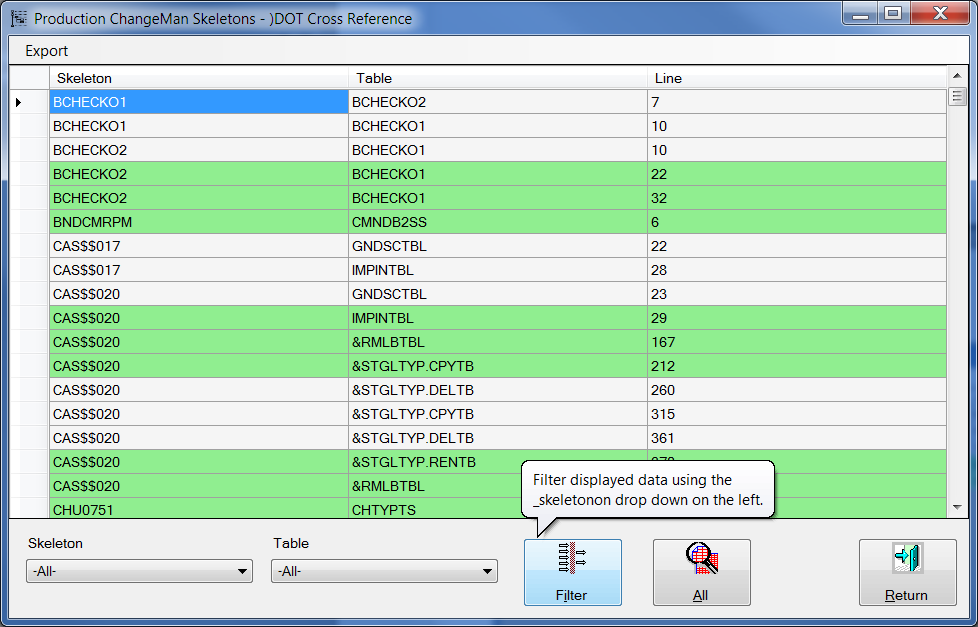 Production ChangeMan Skeletons - )DOT Cross Reference
Export
Skeleton Table Line
BCHECKO1 BCHECKO2 7
BCHECKO1 BCHECKO1 10
BCHECKO2 BCHECKO1 10
BCHECKO2 BCHECKO1 22
BCHECKO2 BCHECKO1 32
BNDCMRPM CMNDB2SS 6
CAS$$017 GNDSCTBL 22
CAS$$017 IMPINTBL 28
CAS$$020 GNDSCTBL 23
CAS$$020 IMPINTBL 29
CAS$$020 &RMLBTBL 167
CAS$$020 &STGLTYP.CPYTB 212
CAS$$020 &STGLTYP.DELTB 260
CAS$$020 &STGLTYP.CPYTB 315
CAS$$020 &STGLTYP.DELTB 361
CAS$$020 &STGLTYP.RENTB
CAS$$020 &RMLBTBL
CHU0751 CHTYPTS
Filter displayed data using the
_skeletonon drop down on the left.
Skeleton Table
-All- -All-
Filter All Return